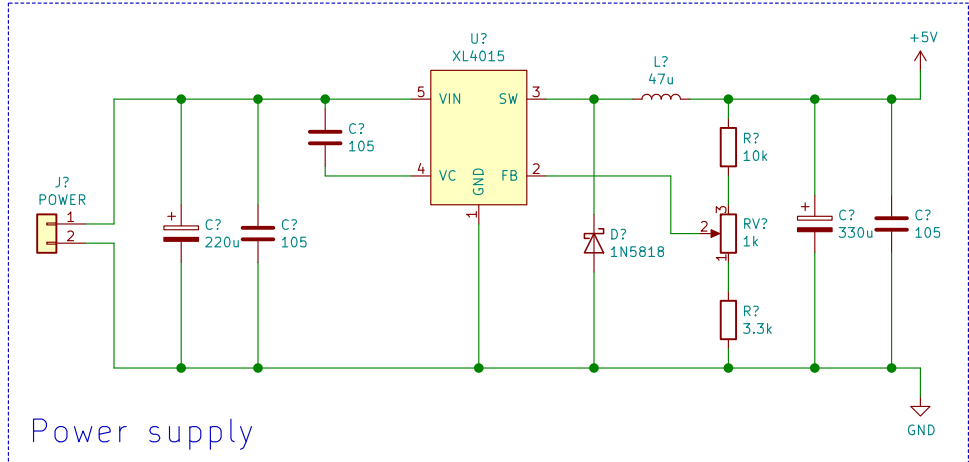 U?
XL4015
+5V
L?
47u
5 VIN SW 3
C?
105
R?
10k
4 VC FB 2
GND
1
J?
POWER
1
2
+
C?
220u
C?
105
D?
1N5818
3
2
RV?
1k
1
+
C?
330u
C?
105
R?
3.3k
GND
Power supply